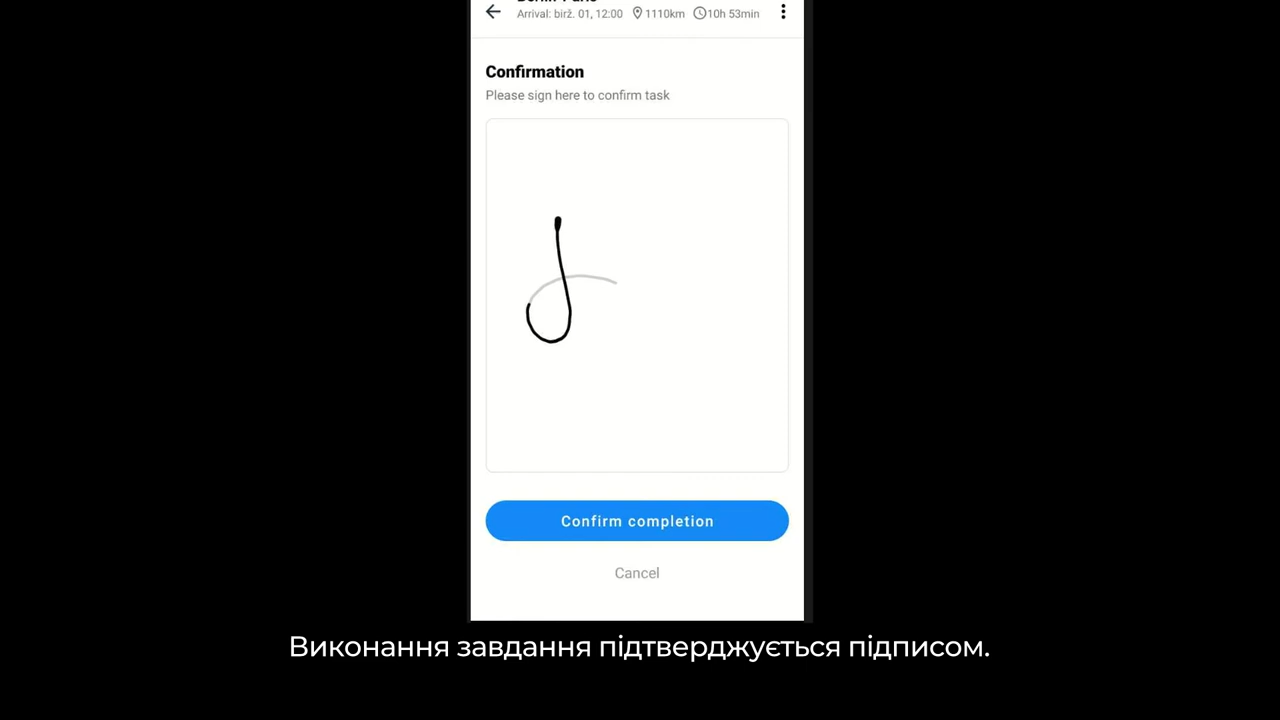 Arrival: birž. 01, 12:00 1110km 10h 53min
Confirmation
Please sign here to confirm task
Confirm completion
Cancel
Виконання завдання підтверджується підписом.